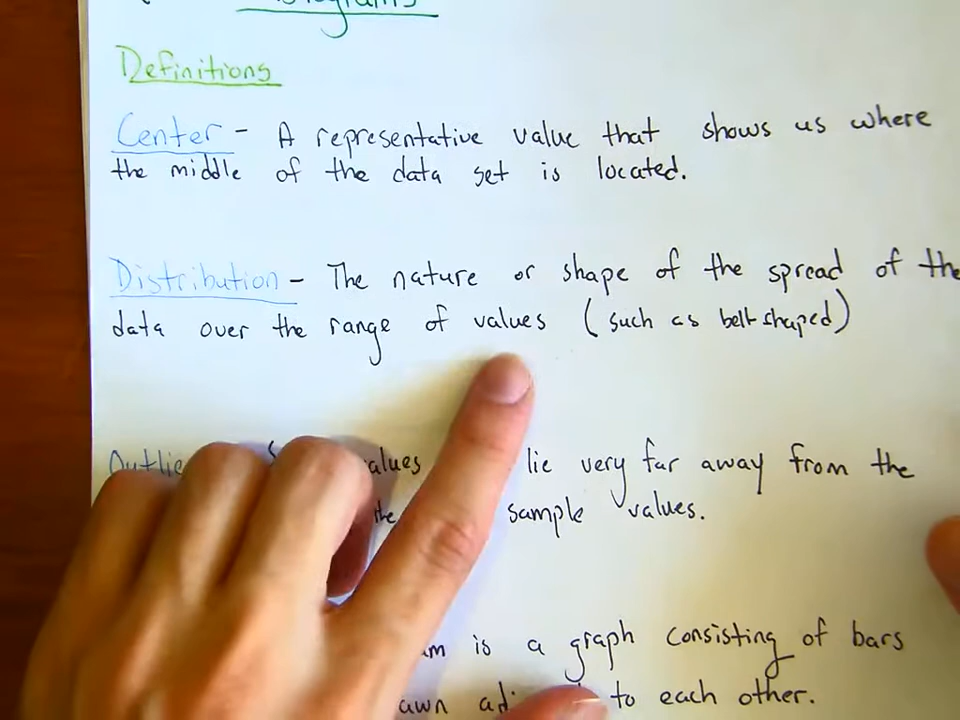 Definitions
Center - A representative value that shows us where
the middle of the data set is located.
Distribution - The nature or shape of the spread of the
data over the range of values (such as bell-shaped)
lie very far away from the
sample values.
is a graph consisting of bars
to each other.